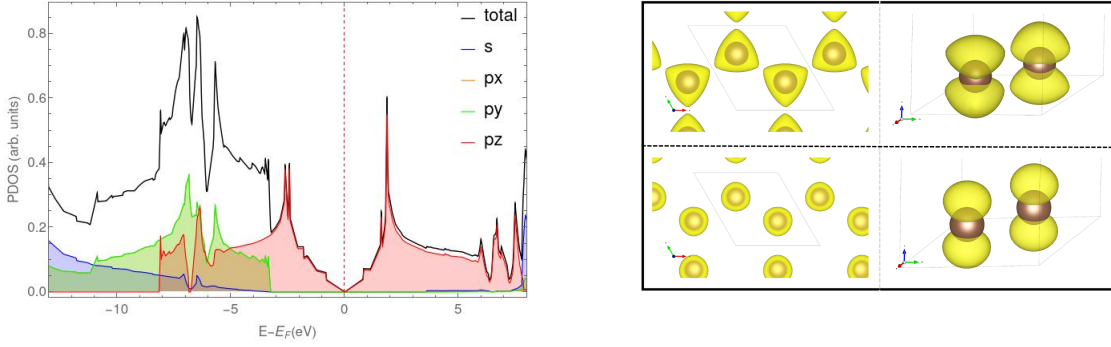 total
s
px
py
pz
PDOS (arb. units)
0.8
0.6
0.4
0.2
0.0
−10
−5
0
5
E−E_F(eV)